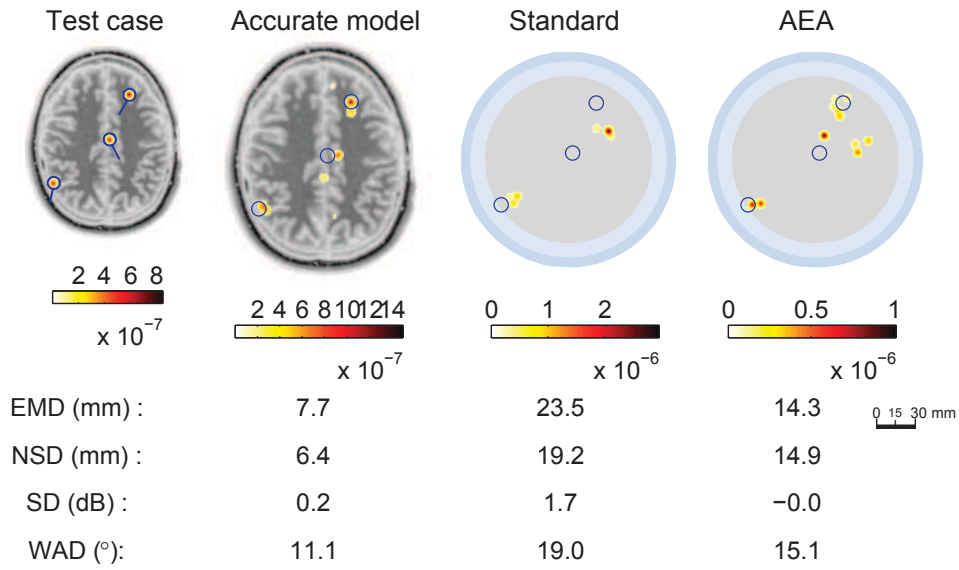 Test case Accurate model Standard AEA
2 4 6 8
x 10⁻⁷
2 4 6 8 10 12 14
x 10⁻⁷
0 1 2
x 10⁻⁶
0 0.5 1
x 10⁻⁶
EMD (mm) : 7.7 23.5 14.3
0 15 30 mm
NSD (mm) : 6.4 19.2 14.9
SD (dB) : 0.2 1.7 −0.0
WAD (°): 11.1 19.0 15.1